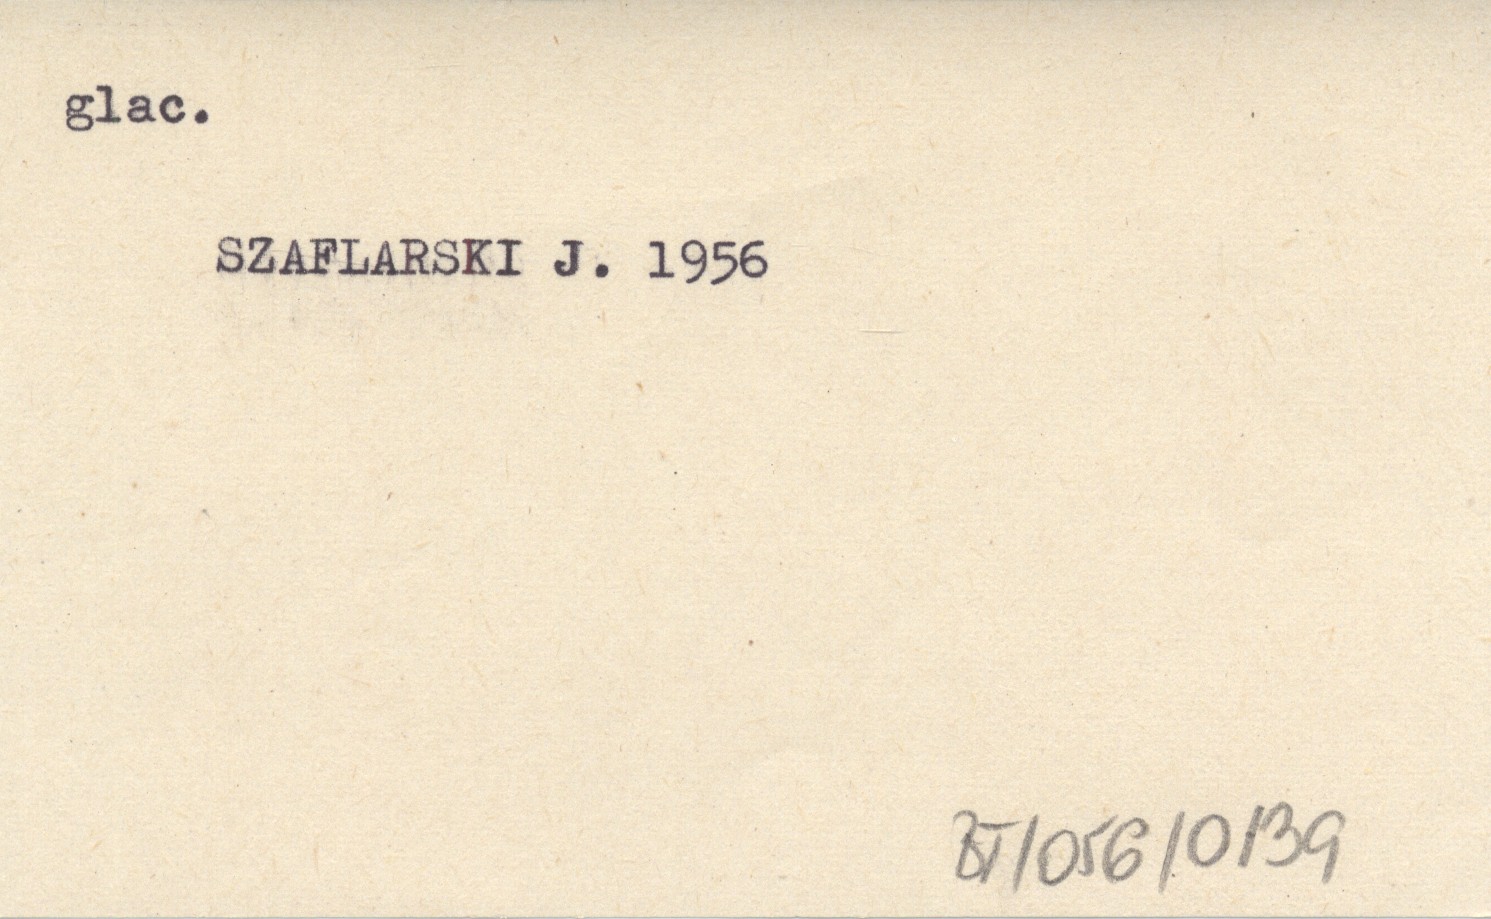 glac.
SZAFLARSKI J. 1956
BT/056/0139